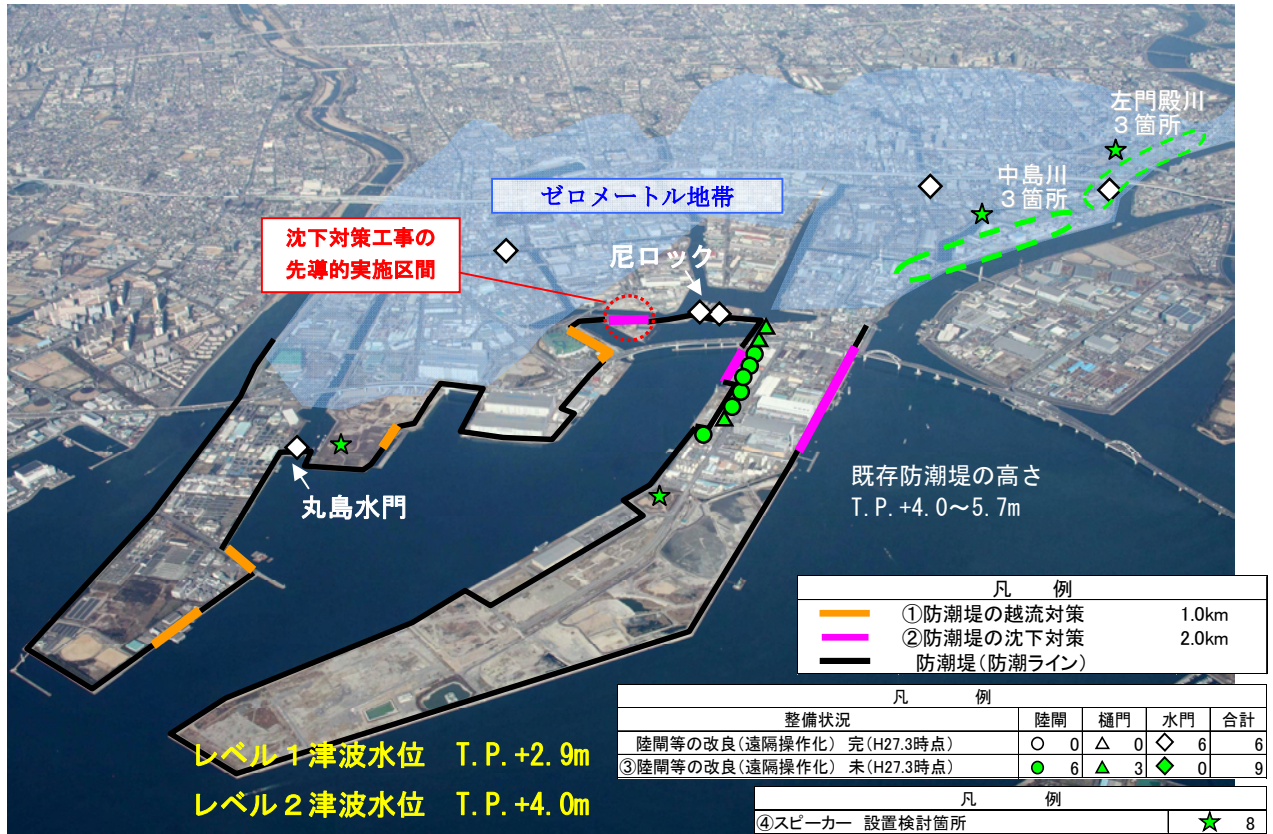 左門殿川
３箇所
中島川
３箇所
ゼロメートル地帯
沈下対策工事の
先導的実施区間
尼ロック
丸島水門
既存防潮堤の高さ
T.P.+4.0～5.7m
凡　例
①防潮堤の越流対策 1.0km
②防潮堤の沈下対策 2.0km
防潮堤(防潮ライン)
凡　例
整備状況 陸閘 樋門 水門 合計
陸閘等の改良(遠隔操作化) 完(H27.3時点) ○ 0 △ 0 ◇ 6 6
③陸閘等の改良(遠隔操作化) 未(H27.3時点) ● 6 ▲ 3 ◆ 0 9
凡　例
④スピーカー 設置検討箇所 ★ 8
レベル１津波水位 T.P.+2.9m
レベル２津波水位 T.P.+4.0m